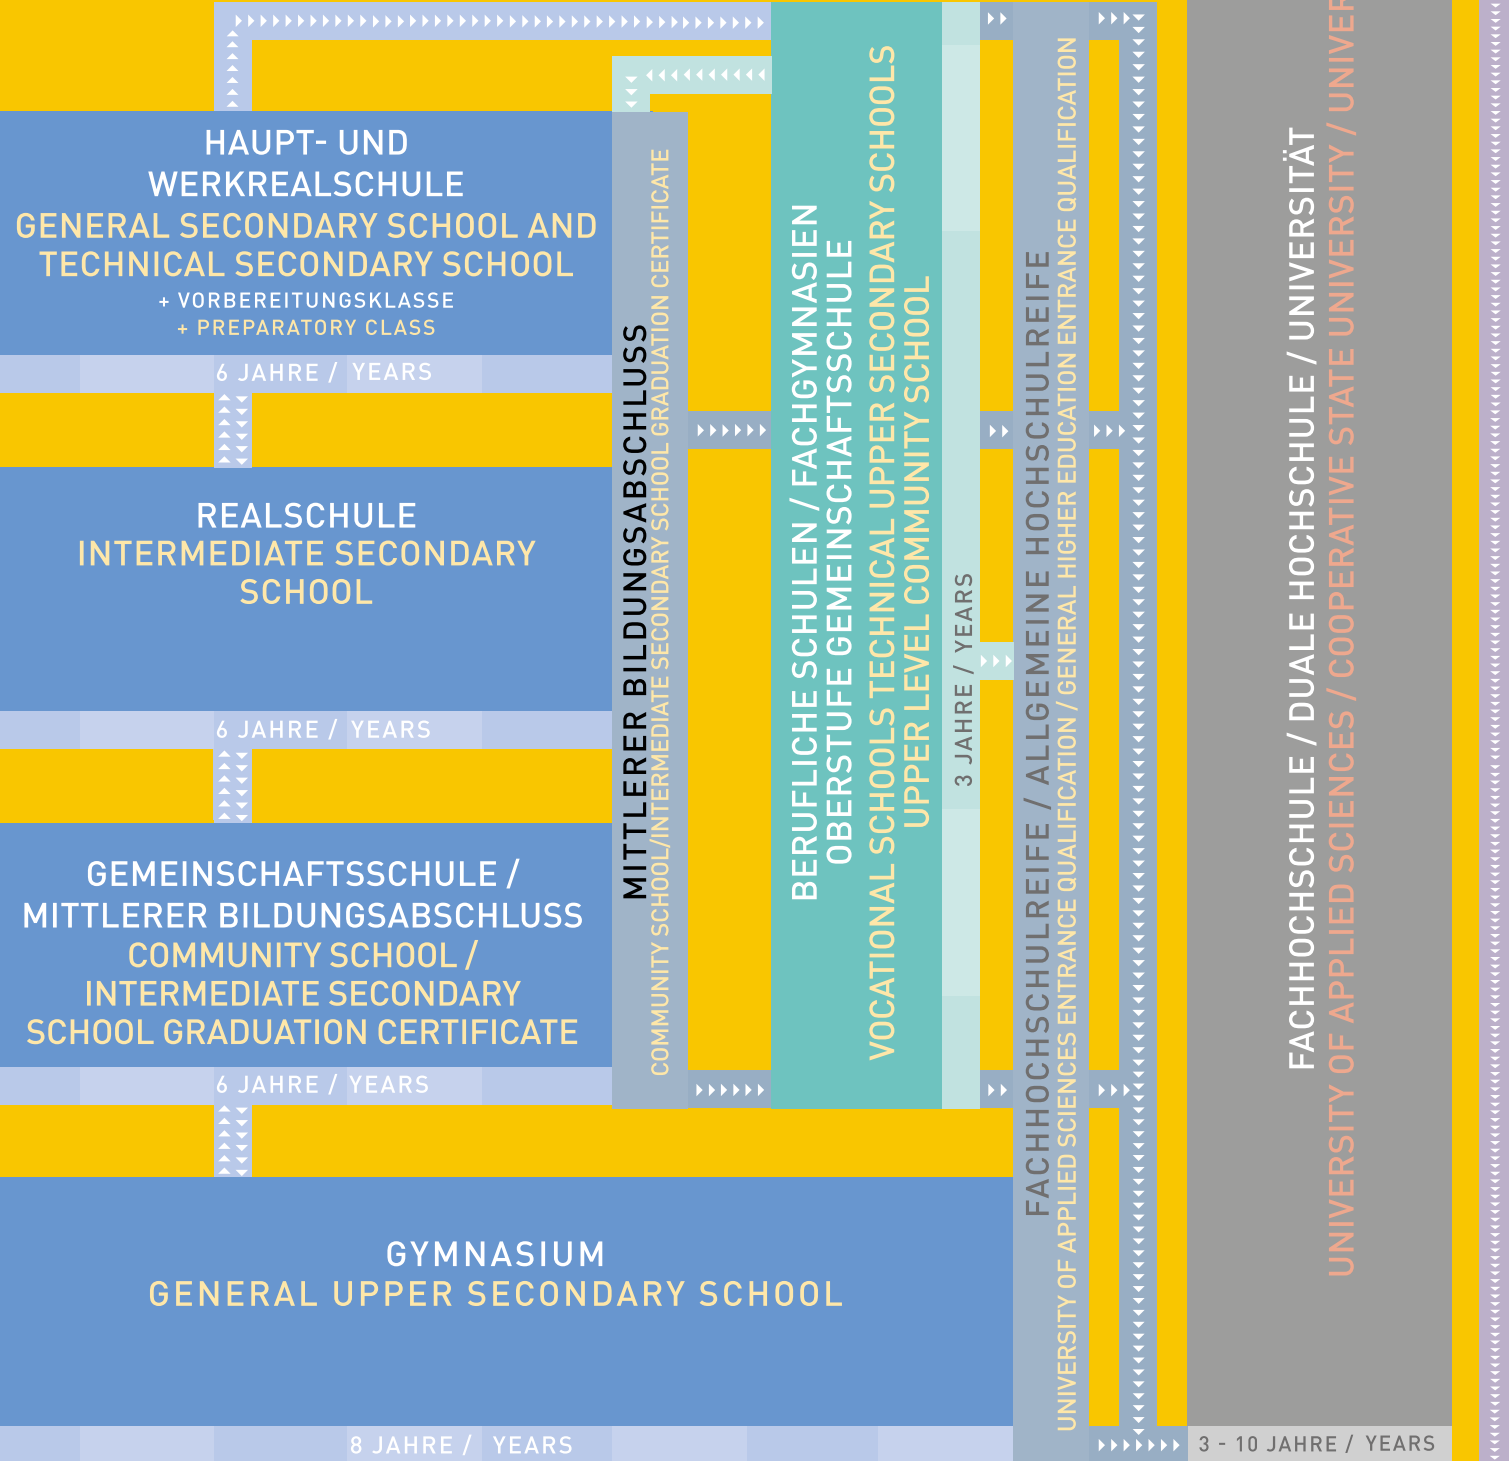 HAUPT- UND
WERKREALSCHULE
GENERAL SECONDARY SCHOOL AND
TECHNICAL SECONDARY SCHOOL
+ VORBEREITUNGSKLASSE
+ PREPARATORY CLASS
6 JAHRE / YEARS
REALSCHULE
INTERMEDIATE SECONDARY
SCHOOL
6 JAHRE / YEARS
GEMEINSCHAFTSSCHULE /
MITTLERER BILDUNGSABSCHLUSS
COMMUNITY SCHOOL /
INTERMEDIATE SECONDARY
SCHOOL GRADUATION CERTIFICATE
6 JAHRE / YEARS
GYMNASIUM
GENERAL UPPER SECONDARY SCHOOL
8 JAHRE / YEARS
MITTLERER BILDUNGSABSCHLUSS
COMMUNITY SCHOOL/INTERMEDIATE SECONDARY SCHOOL GRADUATION CERTIFICATE
BERUFLICHE SCHULEN / FACHGYMNASIEN
OBERSTUFE GEMEINSCHAFTSSCHULE
VOCATIONAL SCHOOLS TECHNICAL UPPER SECONDARY SCHOOLS
UPPER LEVEL COMMUNITY SCHOOL
3 JAHRE / YEARS
FACHHOCHSCHULREIFE / ALLGEMEINE HOCHSCHULREIFE
UNIVERSITY OF APPLIED SCIENCES ENTRANCE QUALIFICATION / GENERAL HIGHER EDUCATION ENTRANCE QUALIFICATION
FACHHOCHSCHULE / DUALE HOCHSCHULE / UNIVERSITÄT
UNIVERSITY OF APPLIED SCIENCES / COOPERATIVE STATE UNIVERSITY / UNIVER
3 - 10 JAHRE / YEARS